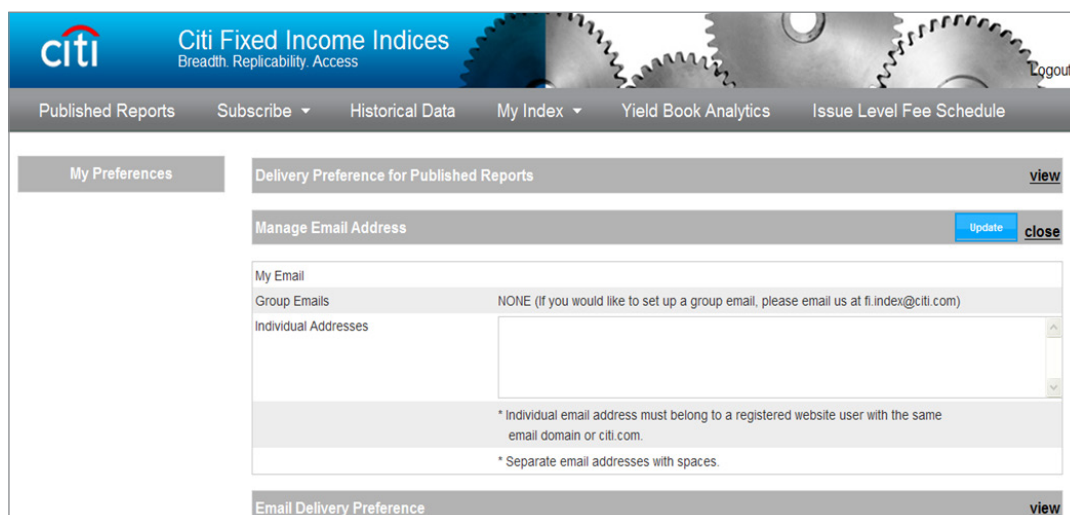 citi
Citi Fixed Income Indices
Breadth. Replicability. Access
Logout
Published Reports Subscribe Historical Data My Index Yield Book Analytics Issue Level Fee Schedule
My Preferences
Delivery Preference for Published Reports view
Manage Email Address Update close
My Email
Group Emails NONE (If you would like to set up a group email, please email us at fi.index@citi.com)
Individual Addresses
* Individual email address must belong to a registered website user with the same
email domain or citi.com.
* Separate email addresses with spaces.
Email Delivery Preference view